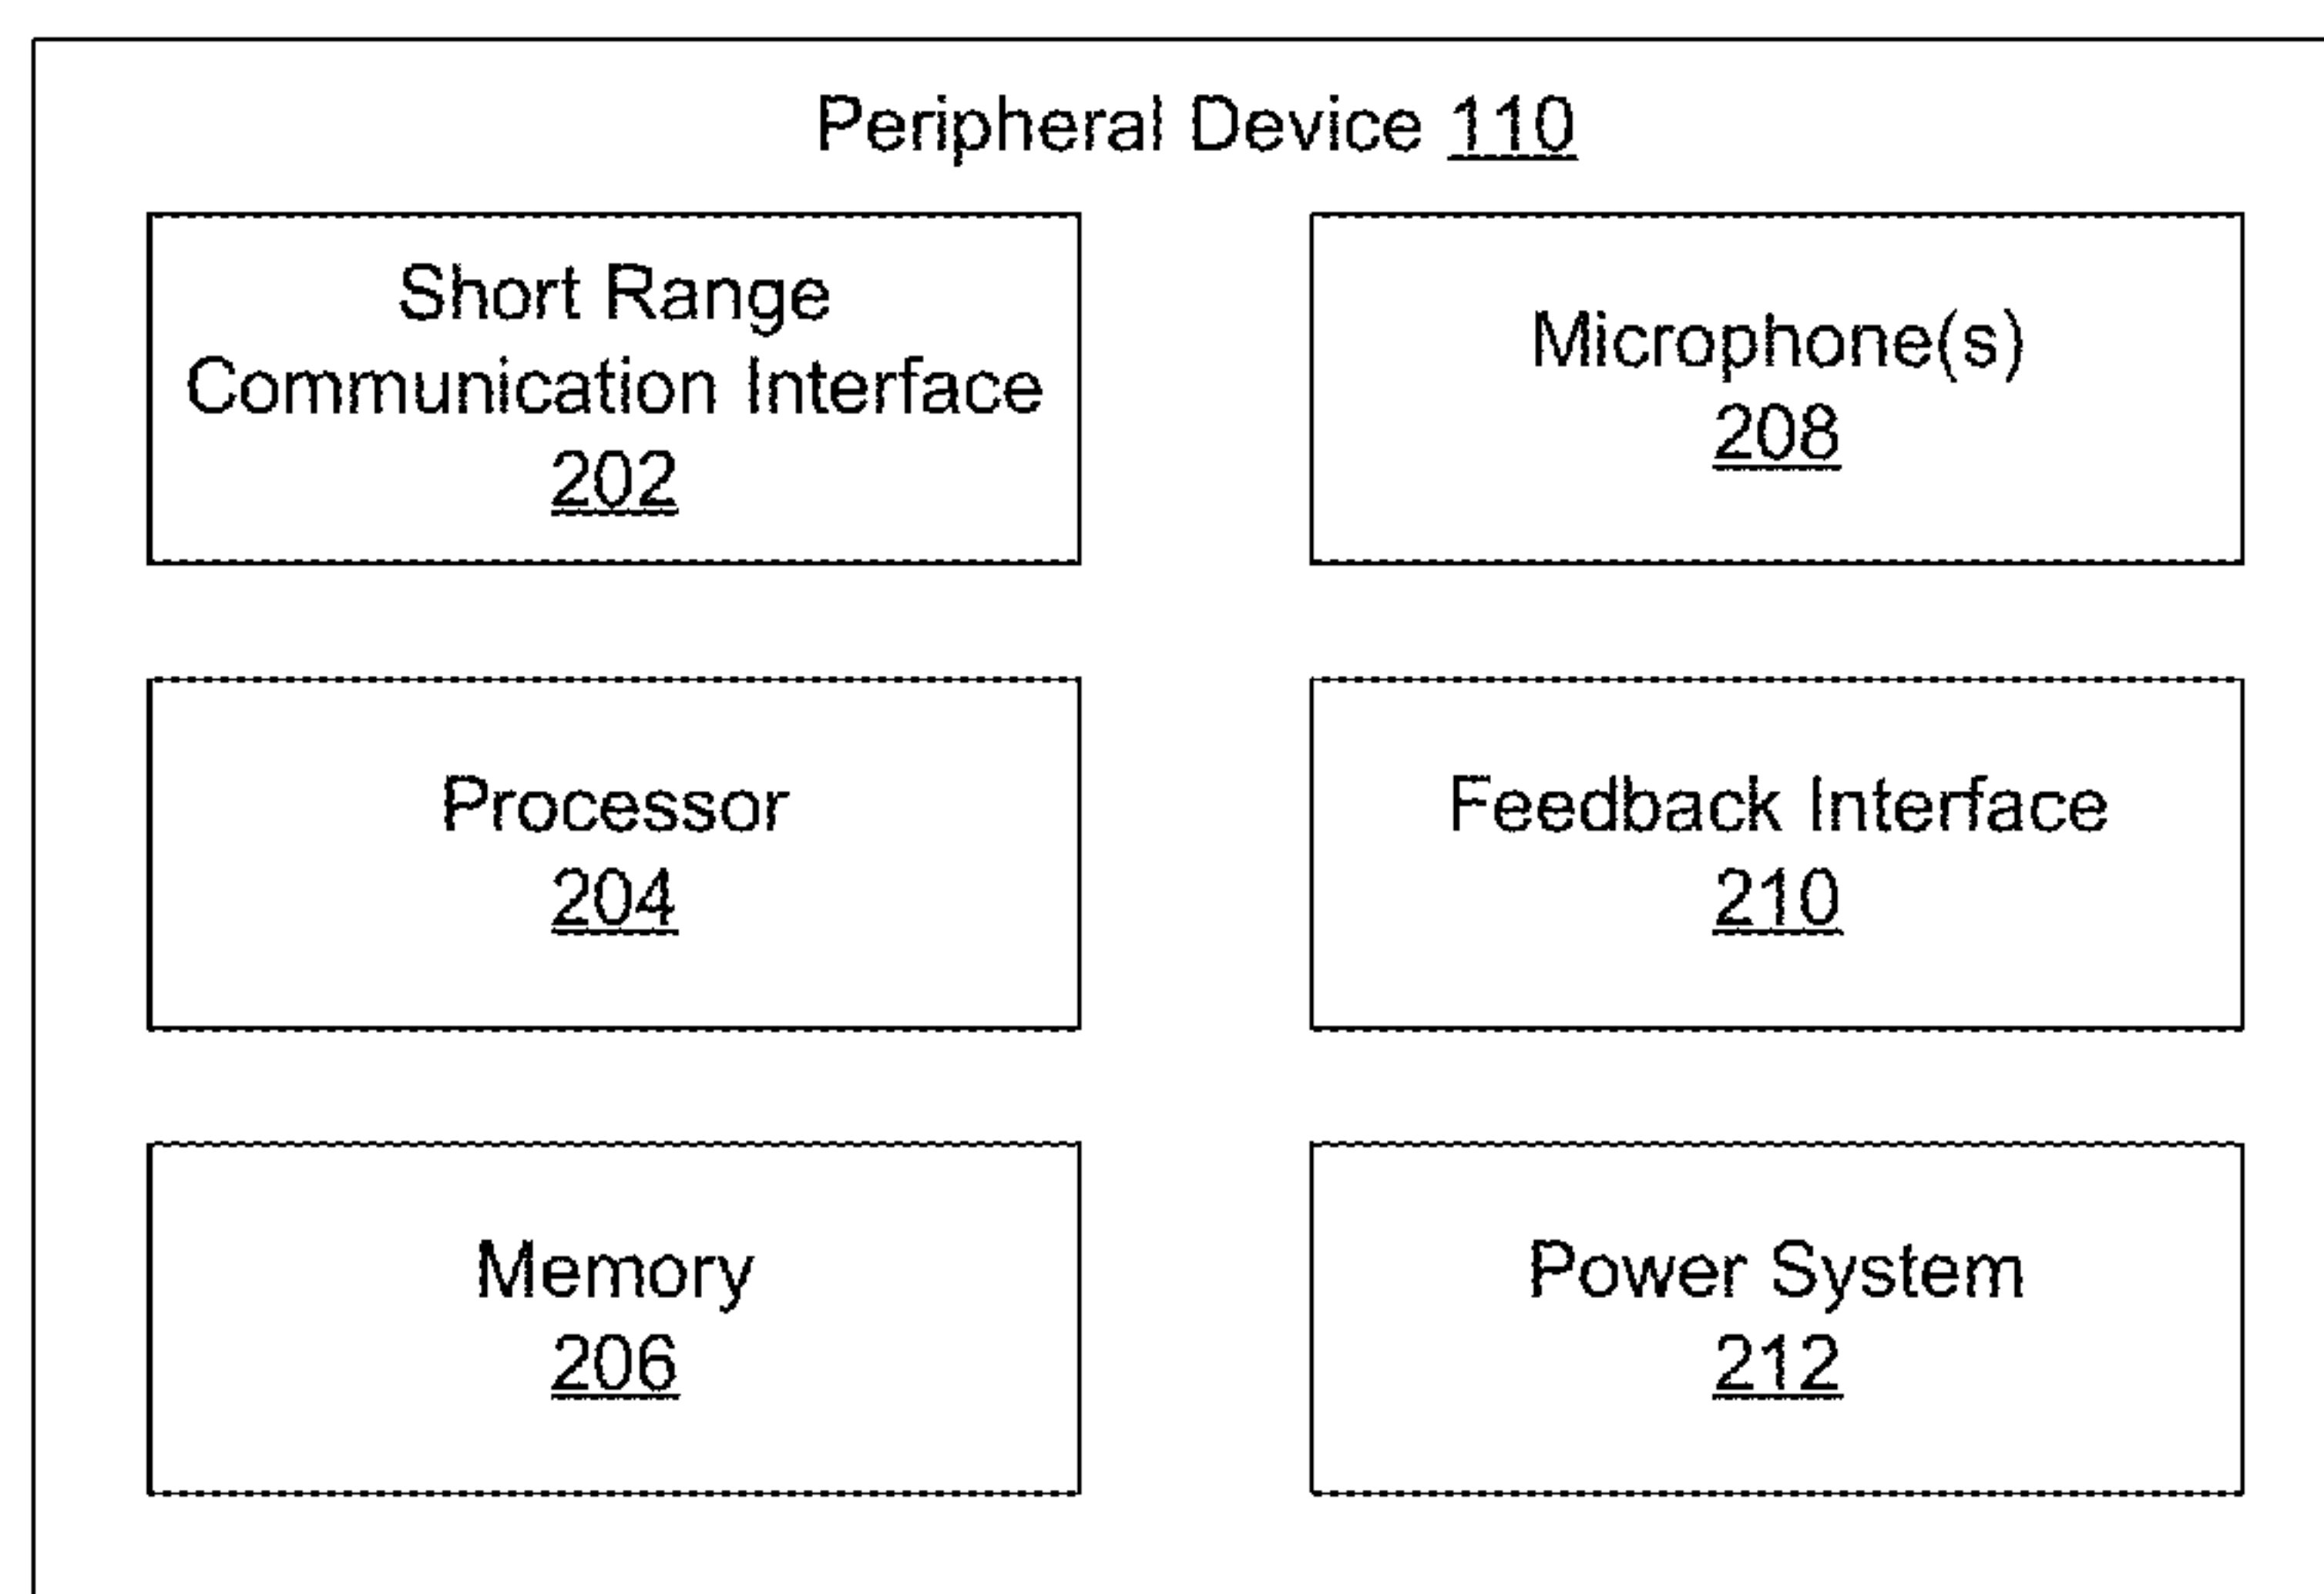 Peripheral Device 110
Short Range
Communication Interface
202
Microphone(s)
208
Processor
204
Feedback Interface
210
Memory
206
Power System
212